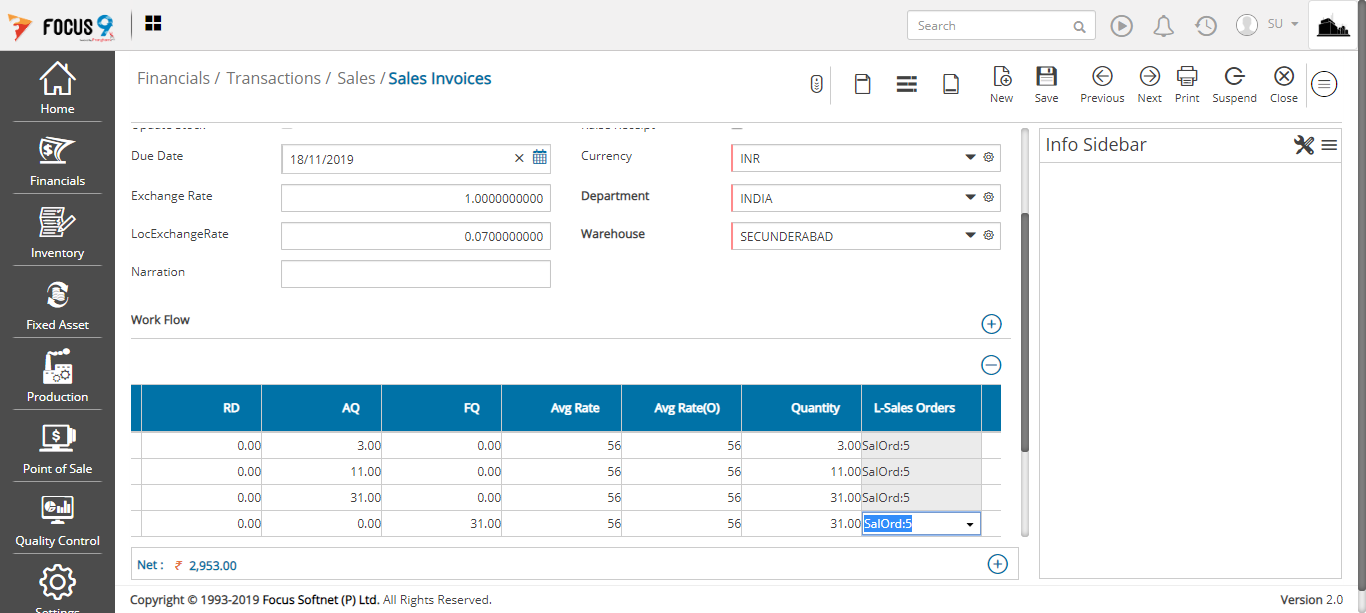 FOCUS 9
Search
SU
Home
Financials
Inventory
Fixed Asset
Production
Point of Sale
Quality Control
Settings
Financials / Transactions / Sales / Sales Invoices
New Save Previous Next Print Suspend Close
Update Stock Raise Receipt
Due Date 18/11/2019 Currency INR
Exchange Rate 1.0000000000 Department INDIA
LocExchangeRate 0.0700000000 Warehouse SECUNDERABAD
Narration
Work Flow
RD AQ FQ Avg Rate Avg Rate(O) Quantity L-Sales Orders
0.00 3.00 0.00 56 56 3.00 SalOrd:5
0.00 11.00 0.00 56 56 11.00 SalOrd:5
0.00 31.00 0.00 56 56 31.00 SalOrd:5
0.00 0.00 31.00 56 56 31.00 SalOrd:5
Net : ₹ 2,953.00
Info Sidebar
Copyright © 1993-2019 Focus Softnet (P) Ltd. All Rights Reserved.
Version 2.0